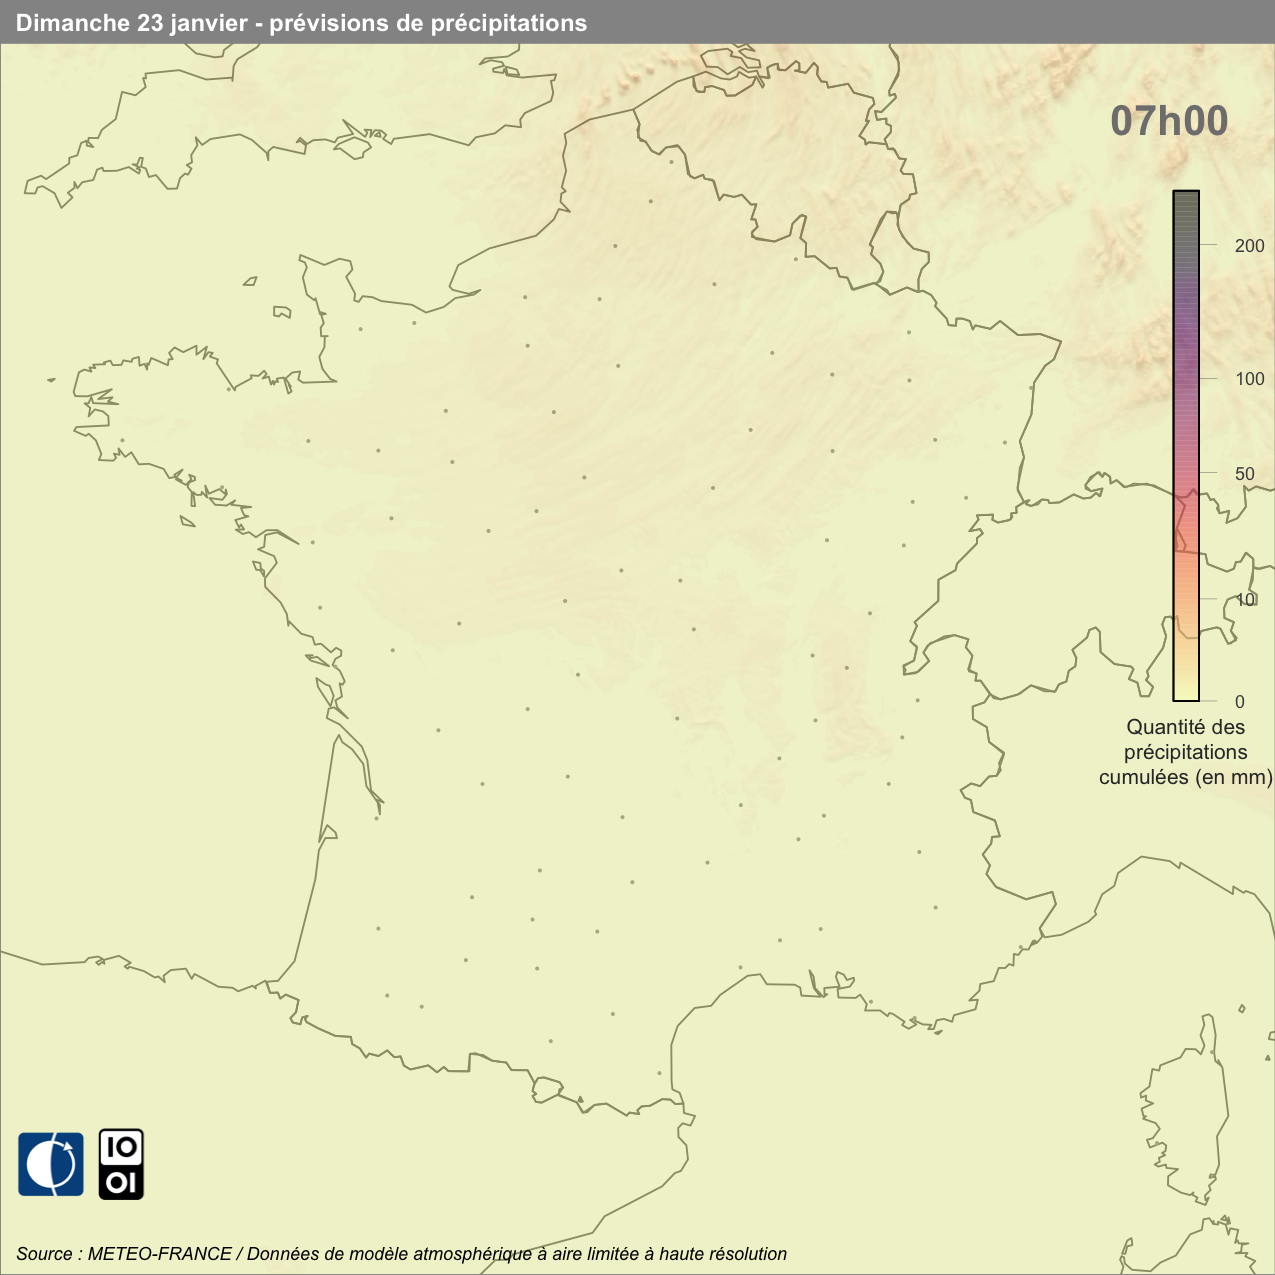 Dimanche 23 janvier - prévisions de précipitations
07h00
200
100
50
10
0
Quantité des
précipitations
cumulées (en mm)
IO
OI
Source : METEO-FRANCE / Données de modèle atmosphérique à aire limitée à haute résolution